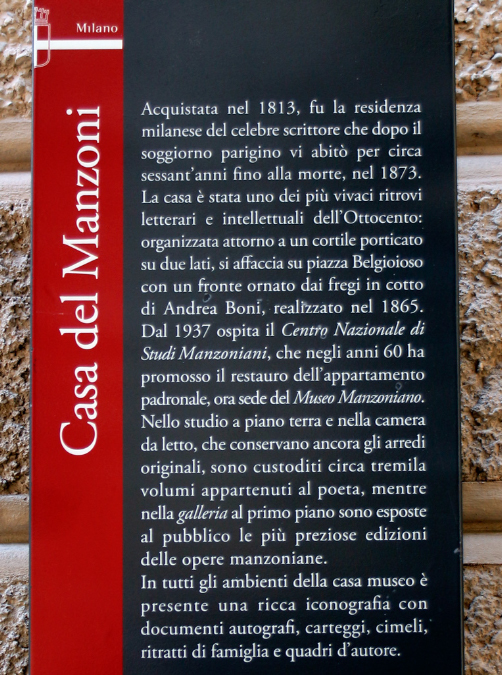 Milano
Casa del Manzoni
Acquistata nel 1813, fu la residenza
milanese del celebre scrittore che dopo il
soggiorno parigino vi abitò per circa
sessant'anni fino alla morte, nel 1873.
La casa è stata uno dei più vivaci ritrovi
letterari e intellettuali dell'Ottocento:
organizzata attorno a un cortile porticato
su due lati, si affaccia su piazza Belgioioso
con un fronte ornato dai fregi in cotto
di Andrea Boni, realizzato nel 1865.
Dal 1937 ospita il Centro Nazionale di
Studi Manzoniani, che negli anni 60 ha
promosso il restauro dell'appartamento
padronale, ora sede del Museo Manzoniano.
Nello studio a piano terra e nella camera
da letto, che conservano ancora gli arredi
originali, sono custoditi circa tremila
volumi appartenuti al poeta, mentre
nella galleria al primo piano sono esposte
al pubblico le più preziose edizioni
delle opere manzoniane.
In tutti gli ambienti della casa museo è
presente una ricca iconografia con
documenti autografi, carteggi, cimeli,
ritratti di famiglia e quadri d'autore.